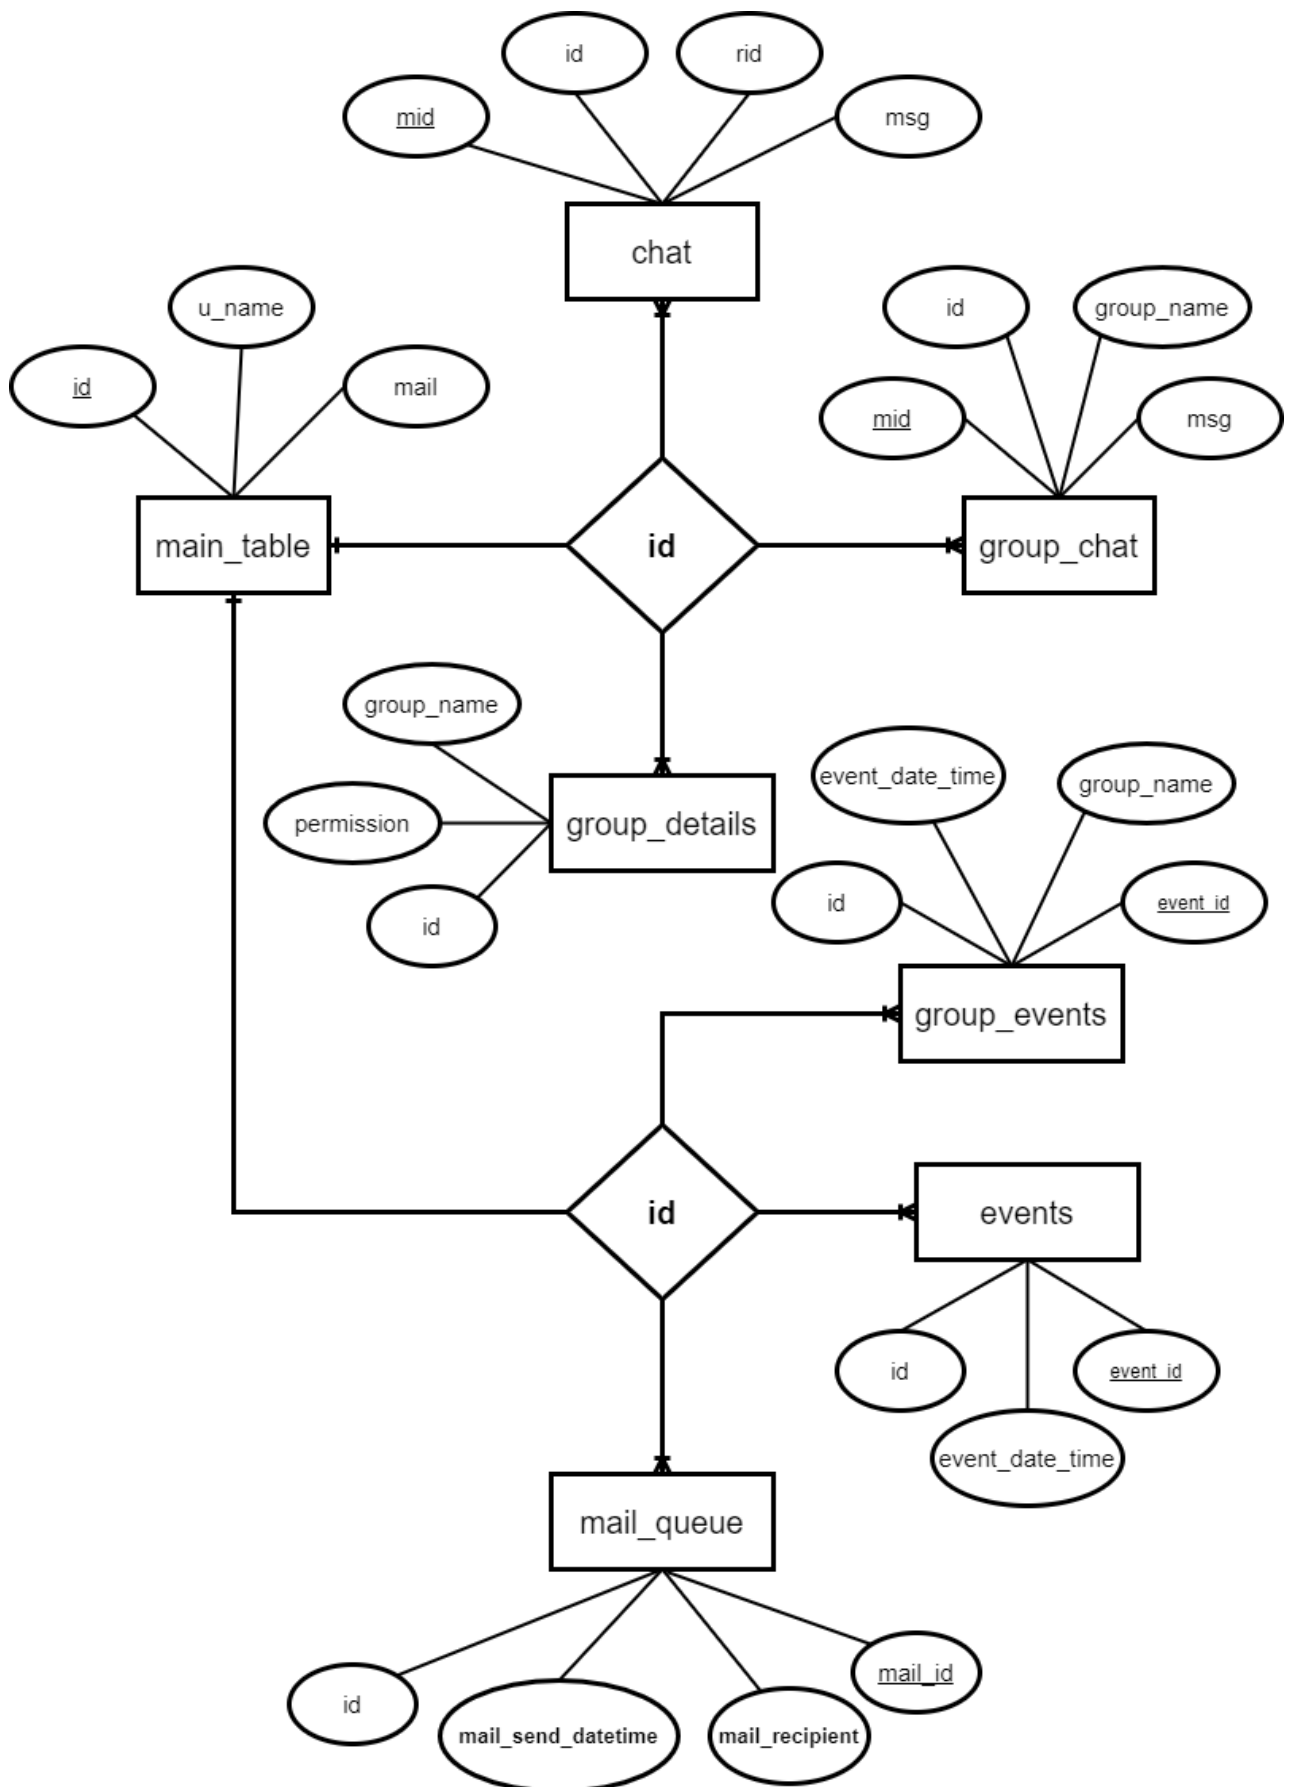 id
rid
mid
msg
chat
u_name
id
group_name
id
mail
mid
msg
main_table
id
group_chat
group_name
event_date_time
group_name
permission
group_details
id
event_id
id
group_events
id
events
id
event_id
event_date_time
mail_queue
mail_id
id
mail_send_datetime
mail_recipient